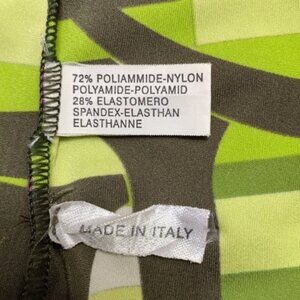 72% POLIAMMIDE-NYLON
POLYAMIDE-POLYAMID
28% ELASTOMERO
SPANDEX-ELASTHAN
ELASTHANNE
MADE IN ITALY